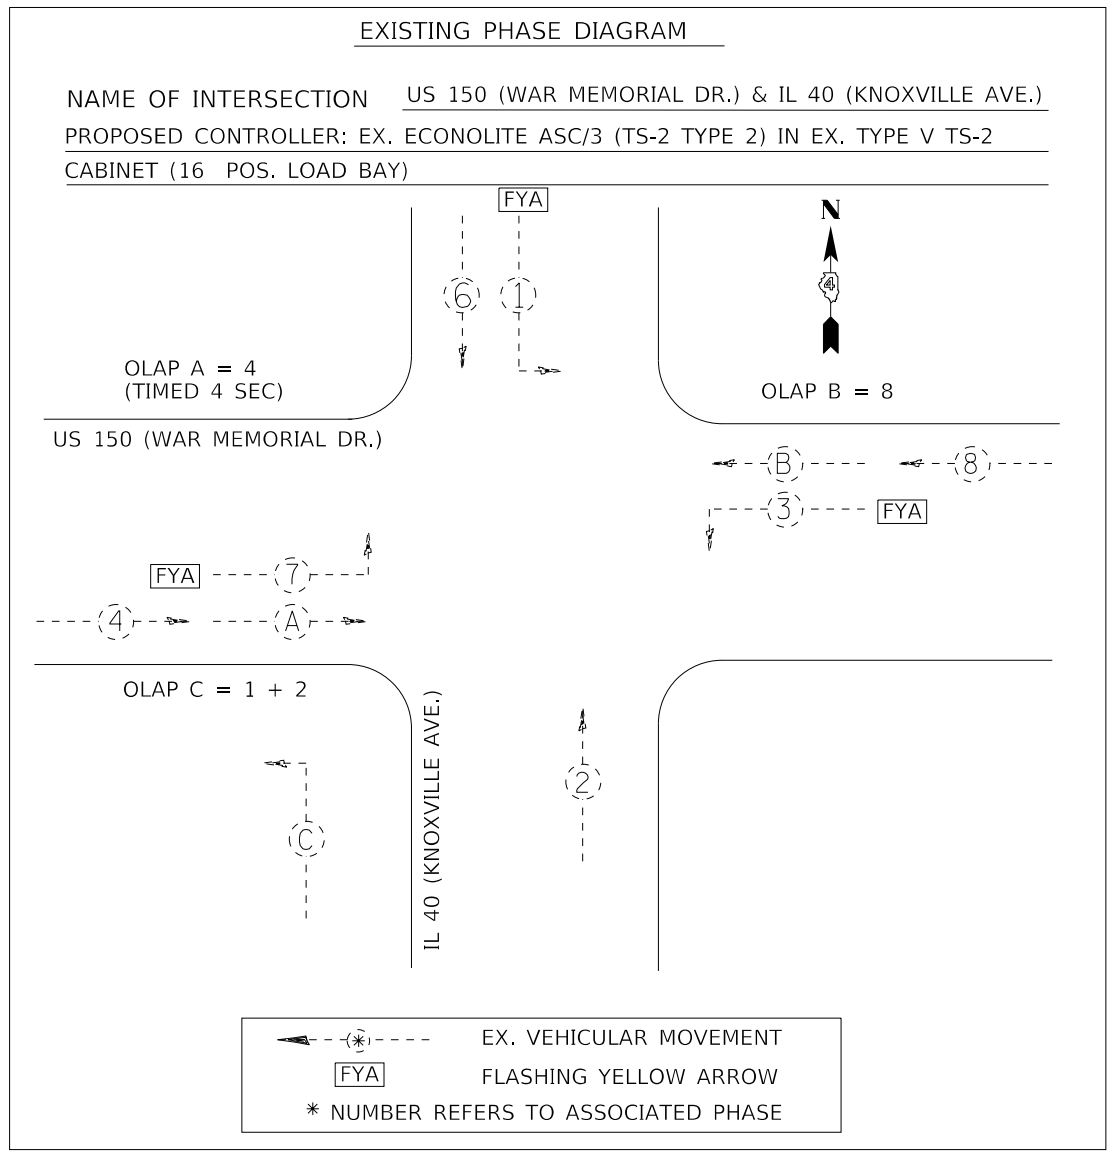 EXISTING PHASE DIAGRAM
NAME OF INTERSECTION US 150 (WAR MEMORIAL DR.) & IL 40 (KNOXVILLE AVE.)
PROPOSED CONTROLLER: EX. ECONOLITE ASC/3 (TS-2 TYPE 2) IN EX. TYPE V TS-2
CABINET (16 POS. LOAD BAY)
FYA
N
4
6 1
OLAP A = 4
(TIMED 4 SEC)
OLAP B = 8
US 150 (WAR MEMORIAL DR.)
B 8
3 FYA
FYA 7
4 A
OLAP C = 1 + 2
IL 40 (KNOXVILLE AVE.)
2
C
* EX. VEHICULAR MOVEMENT
FYA FLASHING YELLOW ARROW
* NUMBER REFERS TO ASSOCIATED PHASE